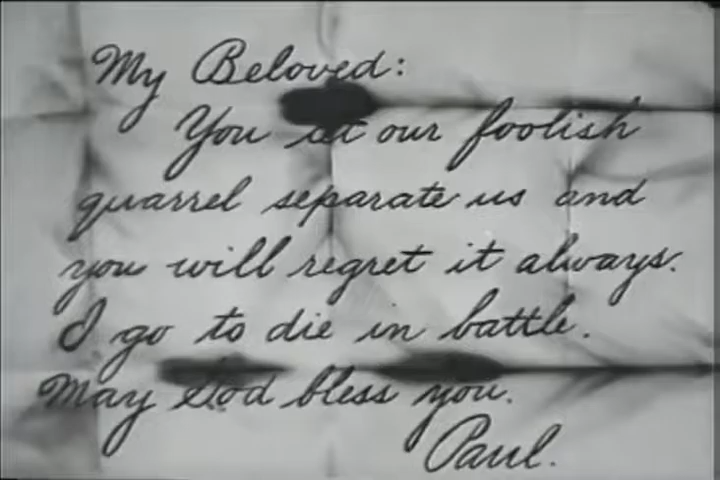 My Beloved:
You let our foolish
quarrel separate us and
you will regret it always.
I go to die in battle.
May God bless you.
Paul.